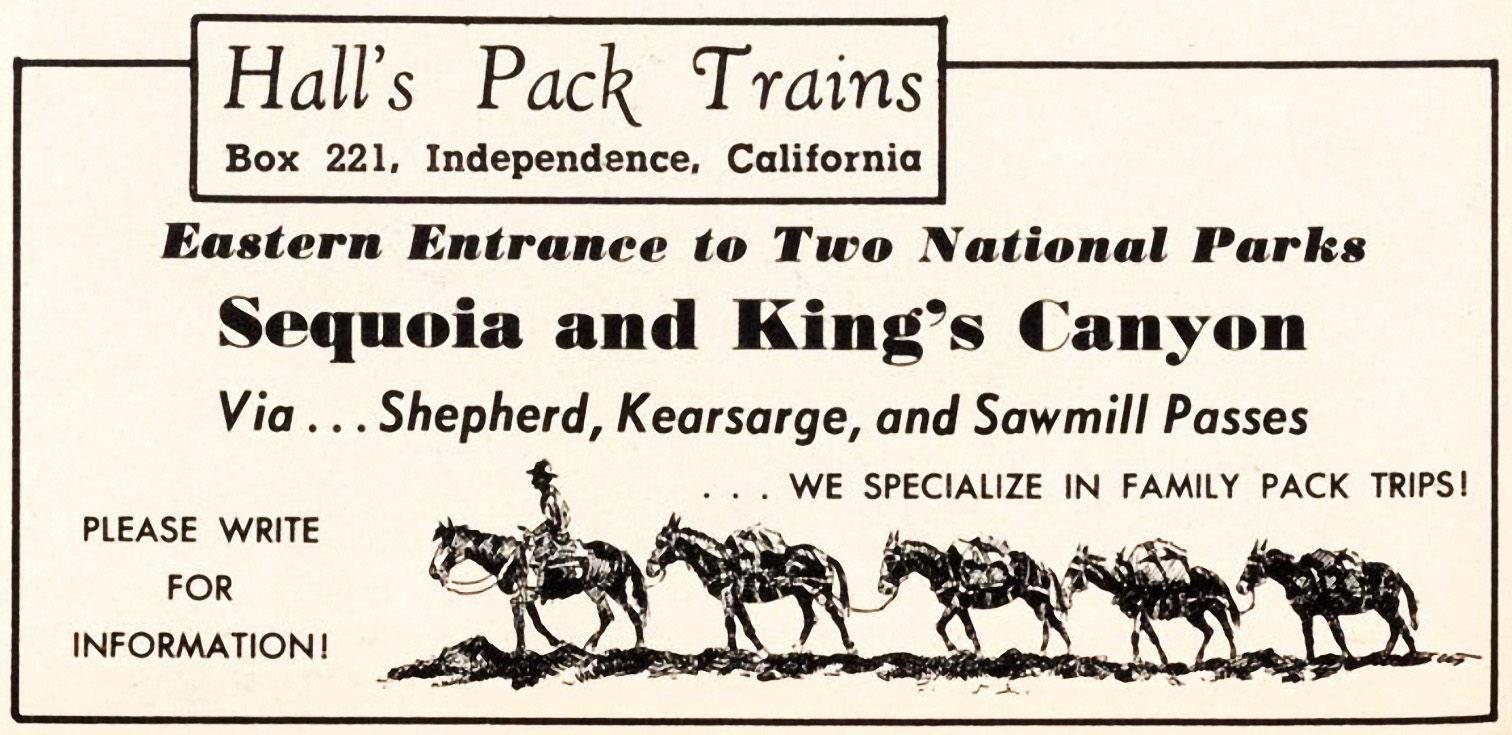 Hall's Pack Trains
Box 221, Independence, California
Eastern Entrance to Two National Parks
Sequoia and King's Canyon
Via... Shepherd, Kearsarge, and Sawmill Passes
... WE SPECIALIZE IN FAMILY PACK TRIPS!
PLEASE WRITE
FOR
INFORMATION!